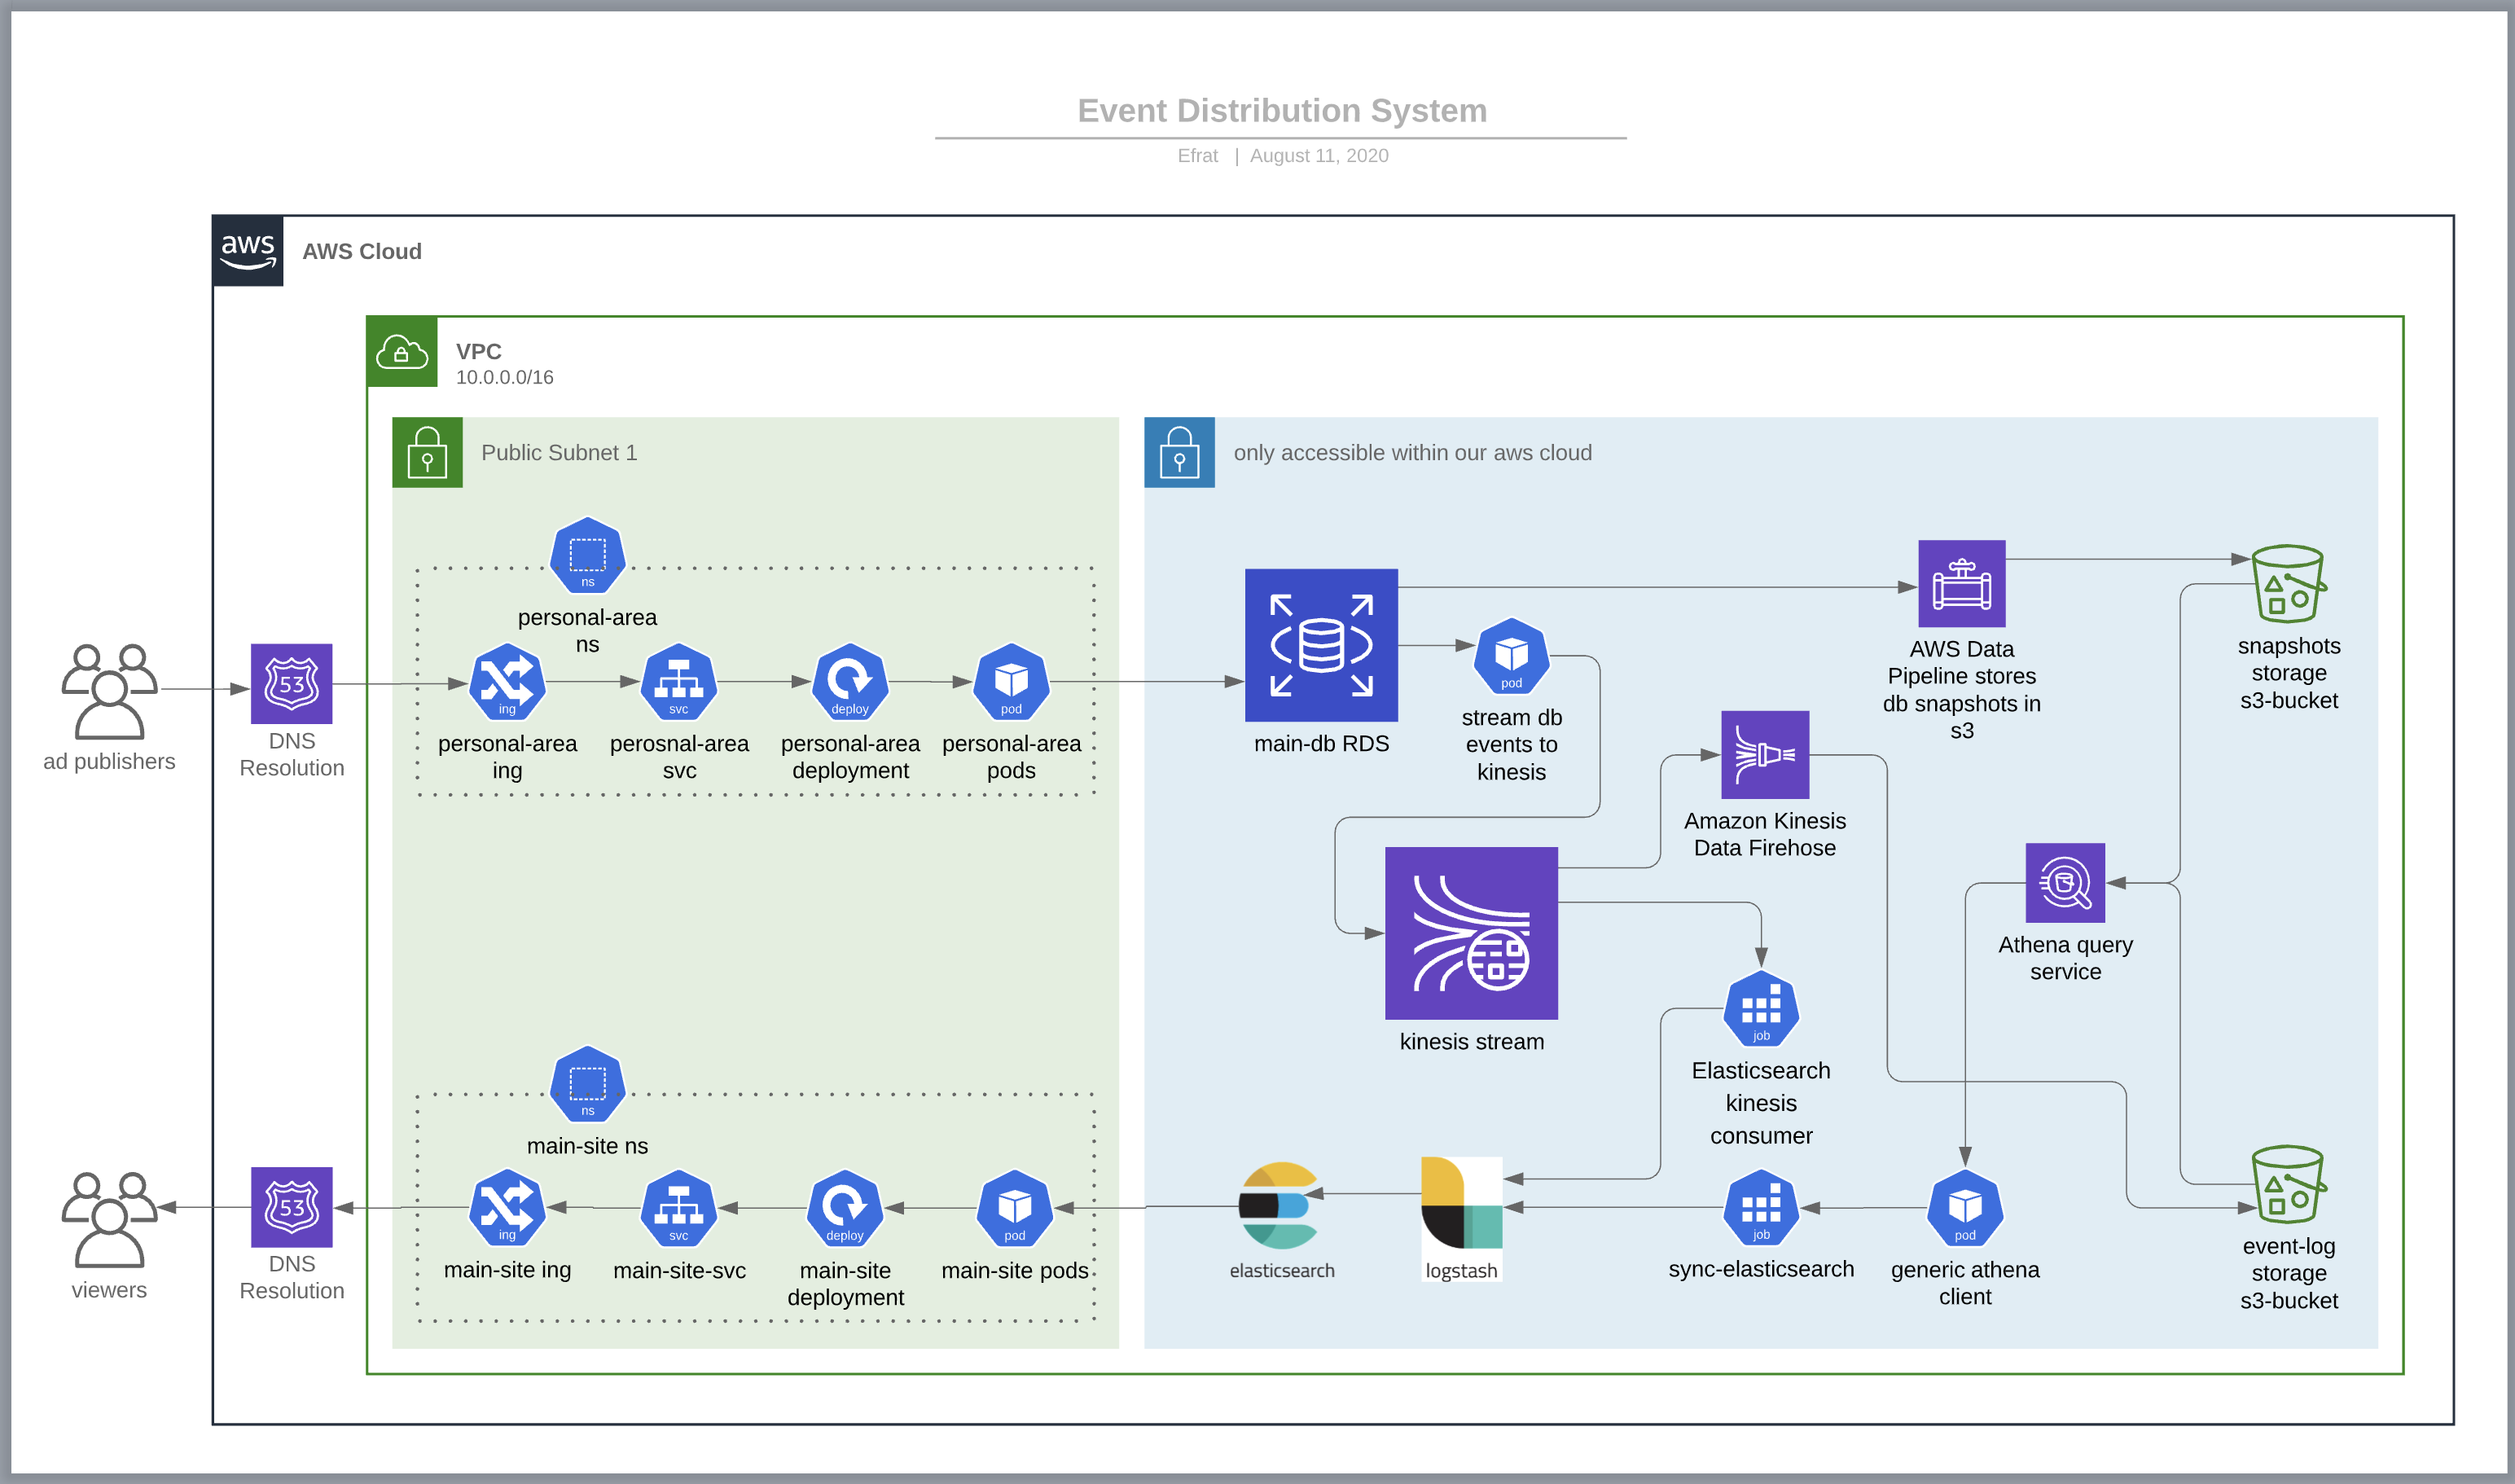 Event Distribution System
Efrat | August 11, 2020
aws
AWS Cloud
VPC
10.0.0.0/16
Public Subnet 1
only accessible within our aws cloud
ns
personal-area
ns
ad publishers
53
DNS
Resolution
ing
personal-area
ing
svc
perosnal-area
svc
deploy
personal-area
deployment
pod
personal-area
pods
main-db RDS
pod
stream db
events to
kinesis
AWS Data
Pipeline stores
db snapshots in
s3
snapshots
storage
s3-bucket
Amazon Kinesis
Data Firehose
kinesis stream
Athena query
service
job
Elasticsearch
kinesis
consumer
ns
main-site ns
viewers
53
DNS
Resolution
ing
main-site ing
svc
main-site-svc
deploy
main-site
deployment
pod
main-site pods
elasticsearch
logstash
job
sync-elasticsearch
pod
generic athena
client
event-log
storage
s3-bucket